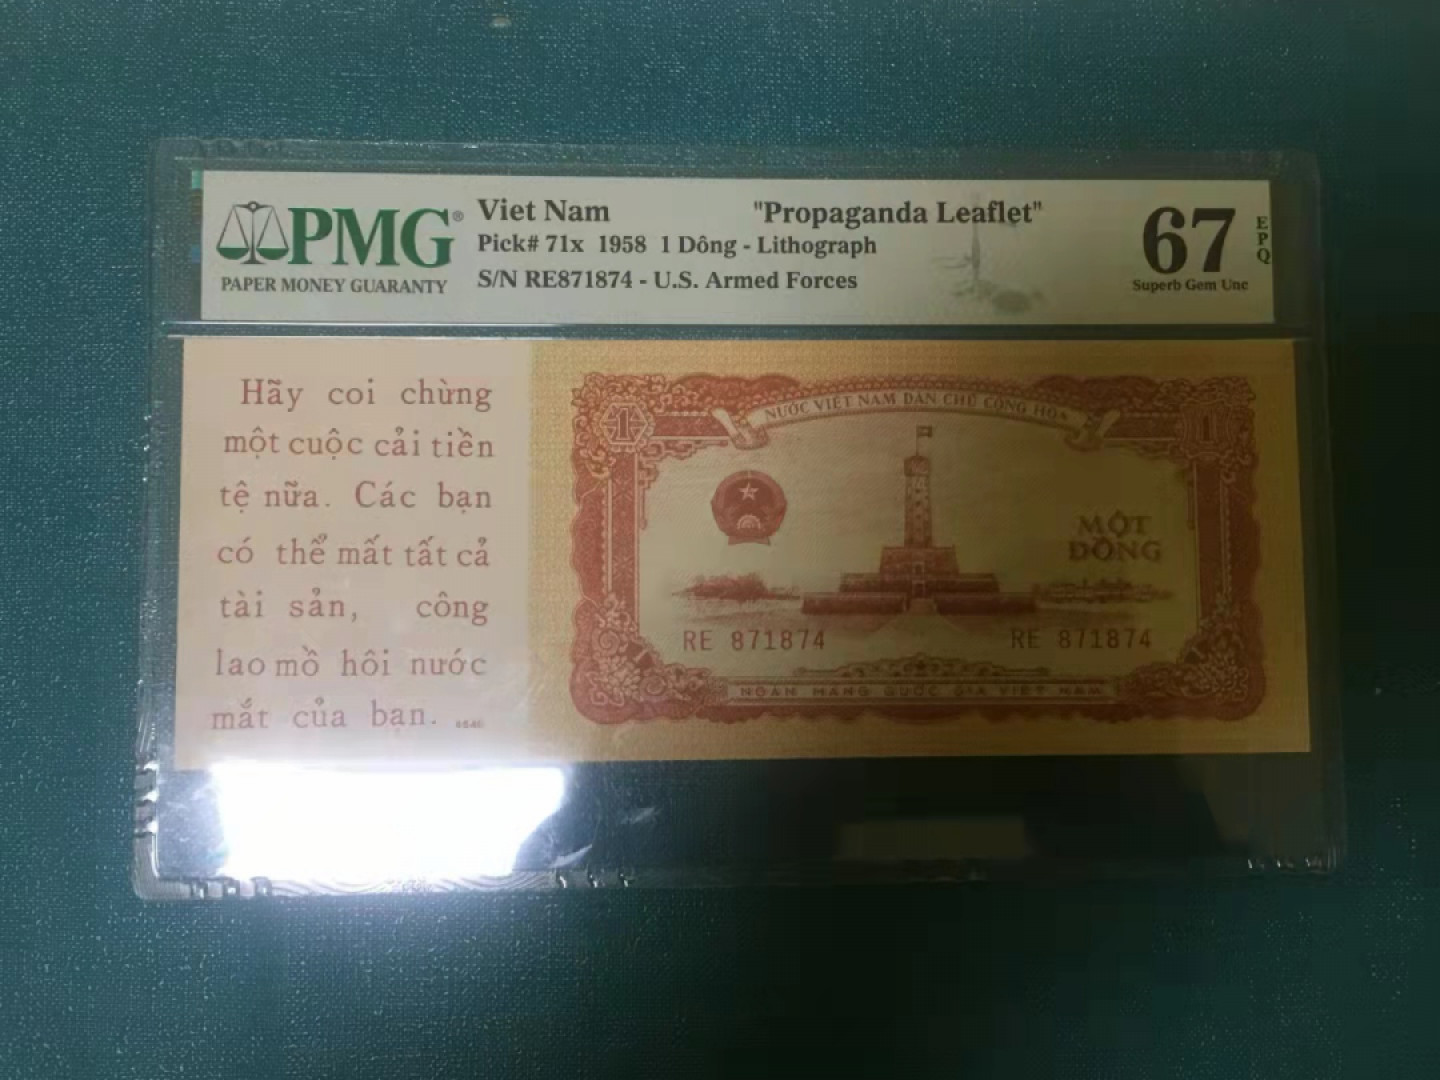 PMG®
PAPER MONEY GUARANTY
Viet Nam "Propaganda Leaflet"
Pick# 71x 1958 1 Dông - Lithograph
S/N RE871874 - U.S. Armed Forces
67 EPQ
Superb Gem Unc
Hãy coi chừng
một cuộc cải tiền
tệ nữa. Các bạn
có thể mất tất cả
tài sản, công
lao mồ hôi nước
mắt của bạn.
1
NƯỚC VIỆT NAM DÂN CHỦ CỘNG HÒA
1
MỘT
ĐỒNG
RE 871874 RE 871874
NGÂN HÀNG QUỐC GIA VIỆT NAM